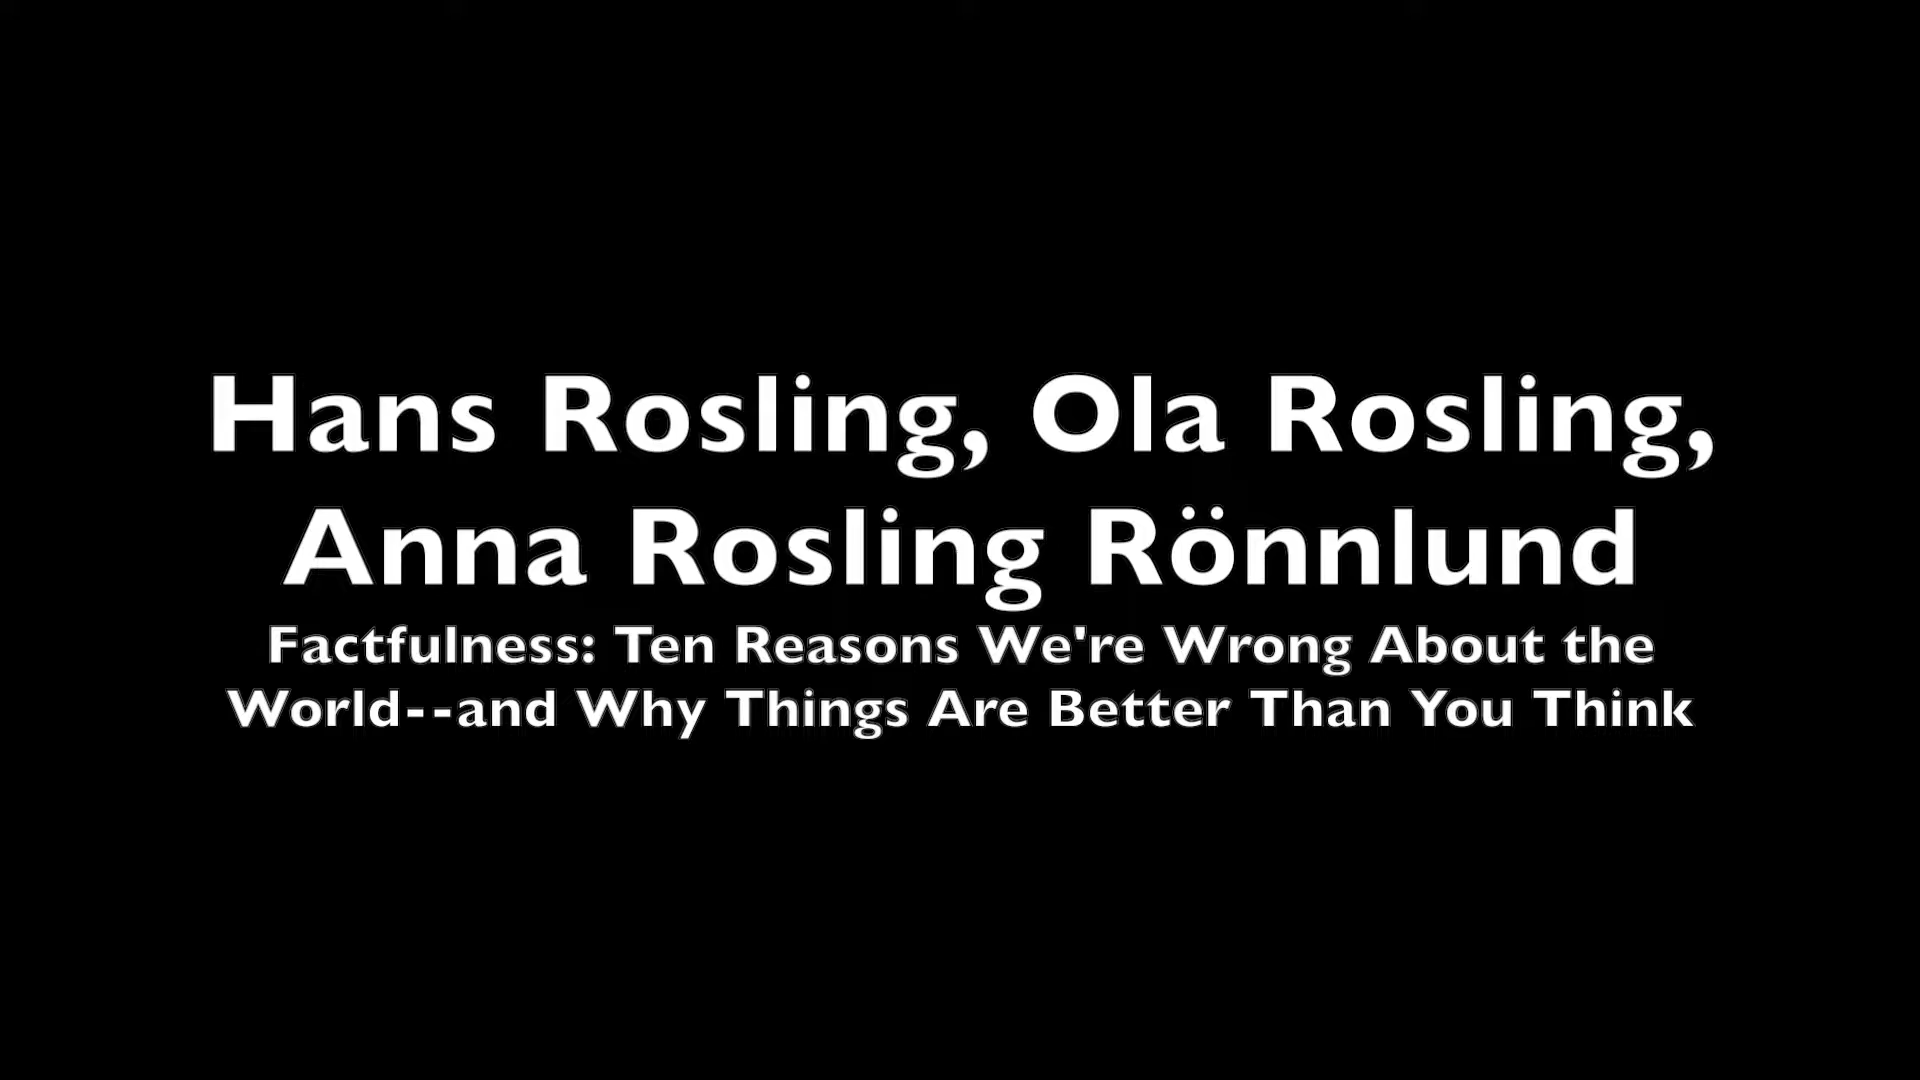 Hans Rosling, Ola Rosling,
Anna Rosling Rönnlund
Factfulness: Ten Reasons We're Wrong About the
World--and Why Things Are Better Than You Think